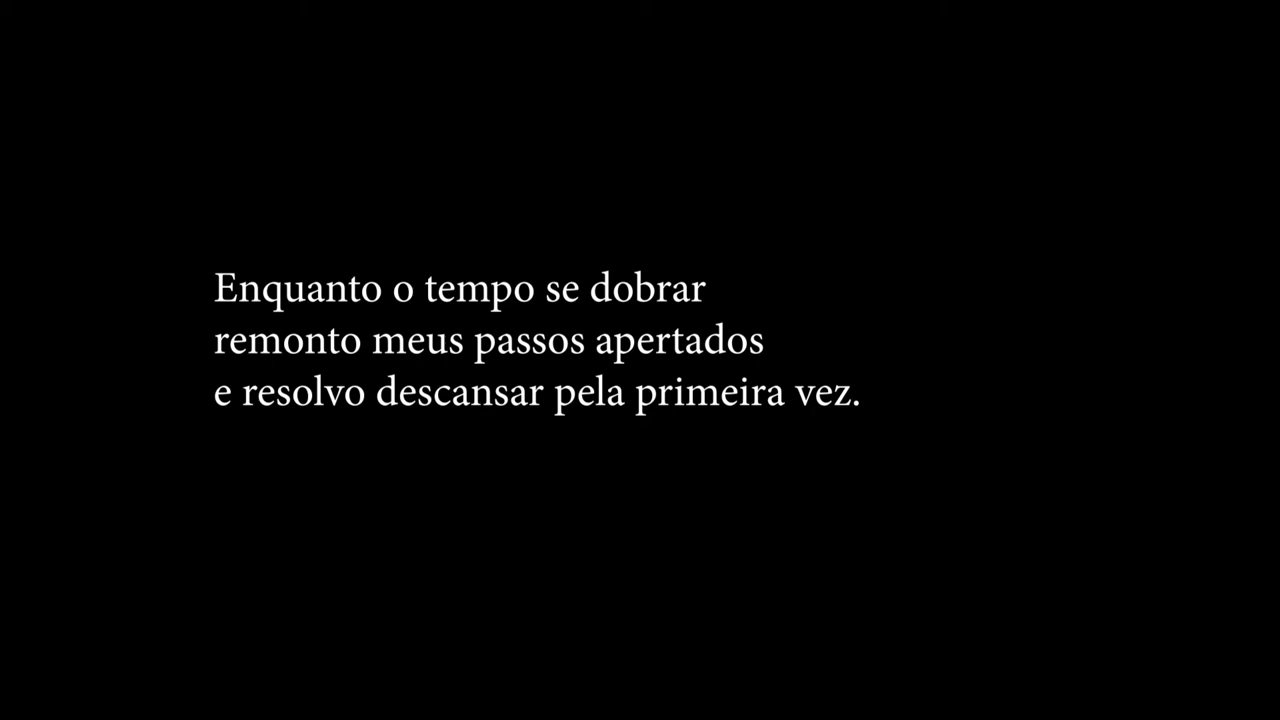 Enquanto o tempo se dobrar
remonto meus passos apertados
e resolvo descansar pela primeira vez.